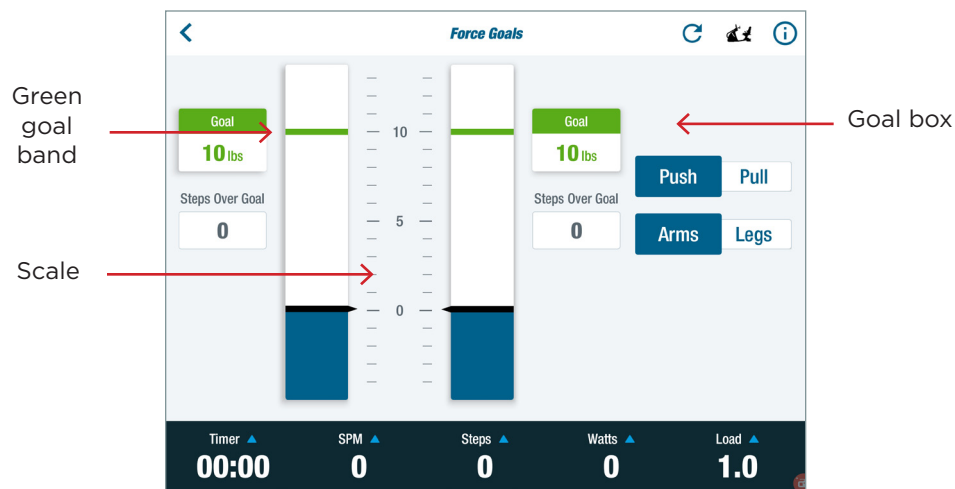 Force Goals
Green
goal
band
Goal
10 lbs
Steps Over Goal
0
10
5
0
Goal
10 lbs
Steps Over Goal
0
Push Pull
Arms Legs
Goal box
Scale
Timer SPM Steps Watts Load
00:00 0 0 0 1.0